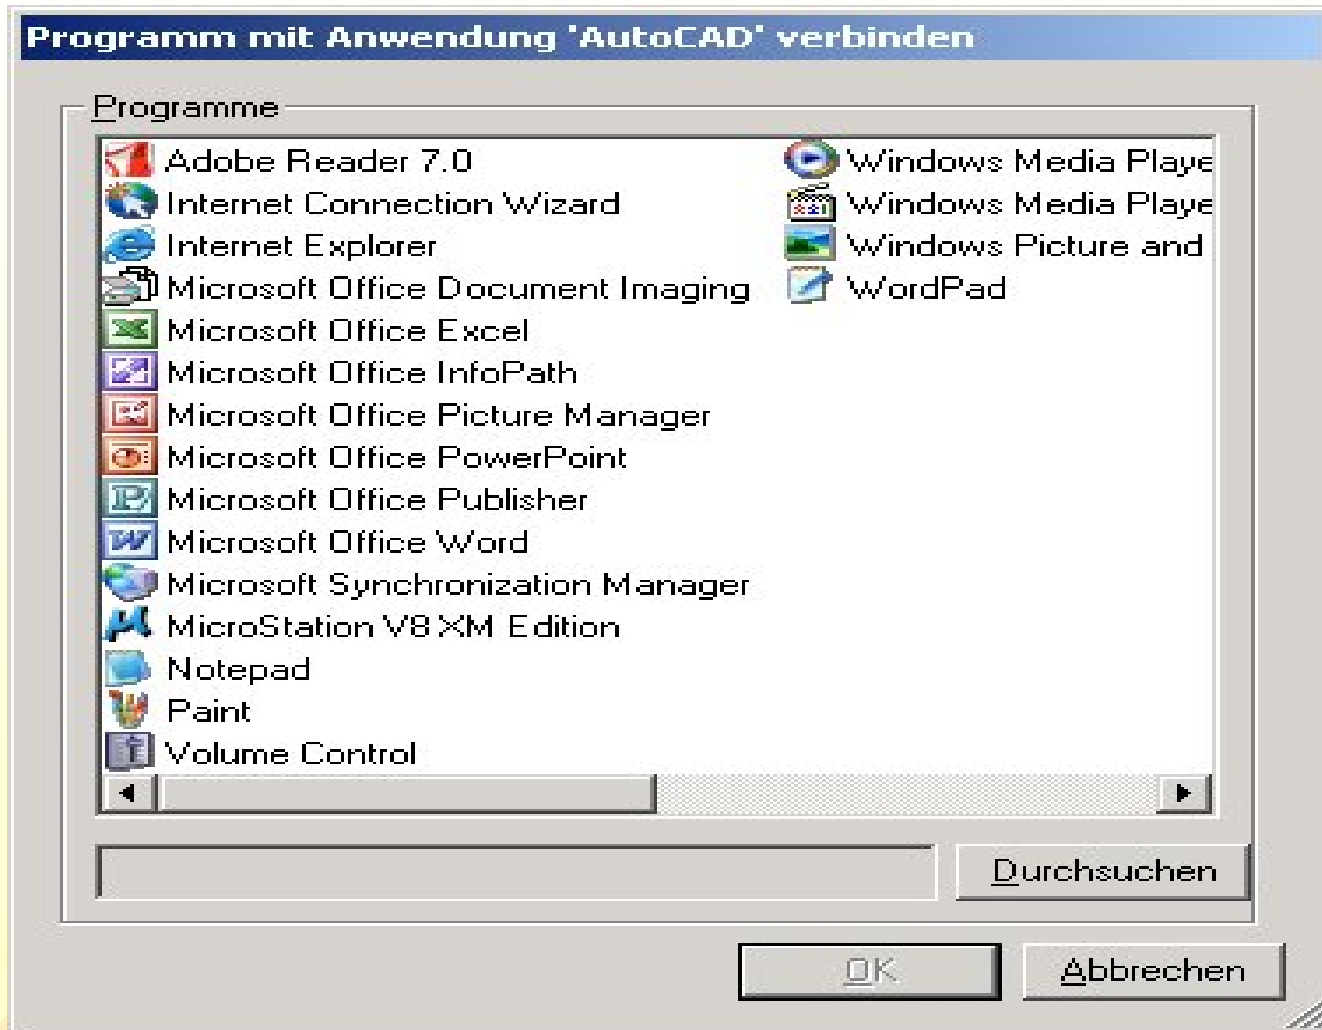 Programm mit Anwendung 'AutoCAD' verbinden
Programme
Adobe Reader 7.0
Internet Connection Wizard
Internet Explorer
Microsoft Office Document Imaging
Microsoft Office Excel
Microsoft Office InfoPath
Microsoft Office Picture Manager
Microsoft Office PowerPoint
Microsoft Office Publisher
Microsoft Office Word
Microsoft Synchronization Manager
MicroStation V8 XM Edition
Notepad
Paint
Volume Control
Windows Media Playe
Windows Media Playe
Windows Picture and
WordPad
Durchsuchen
OK
Abbrechen